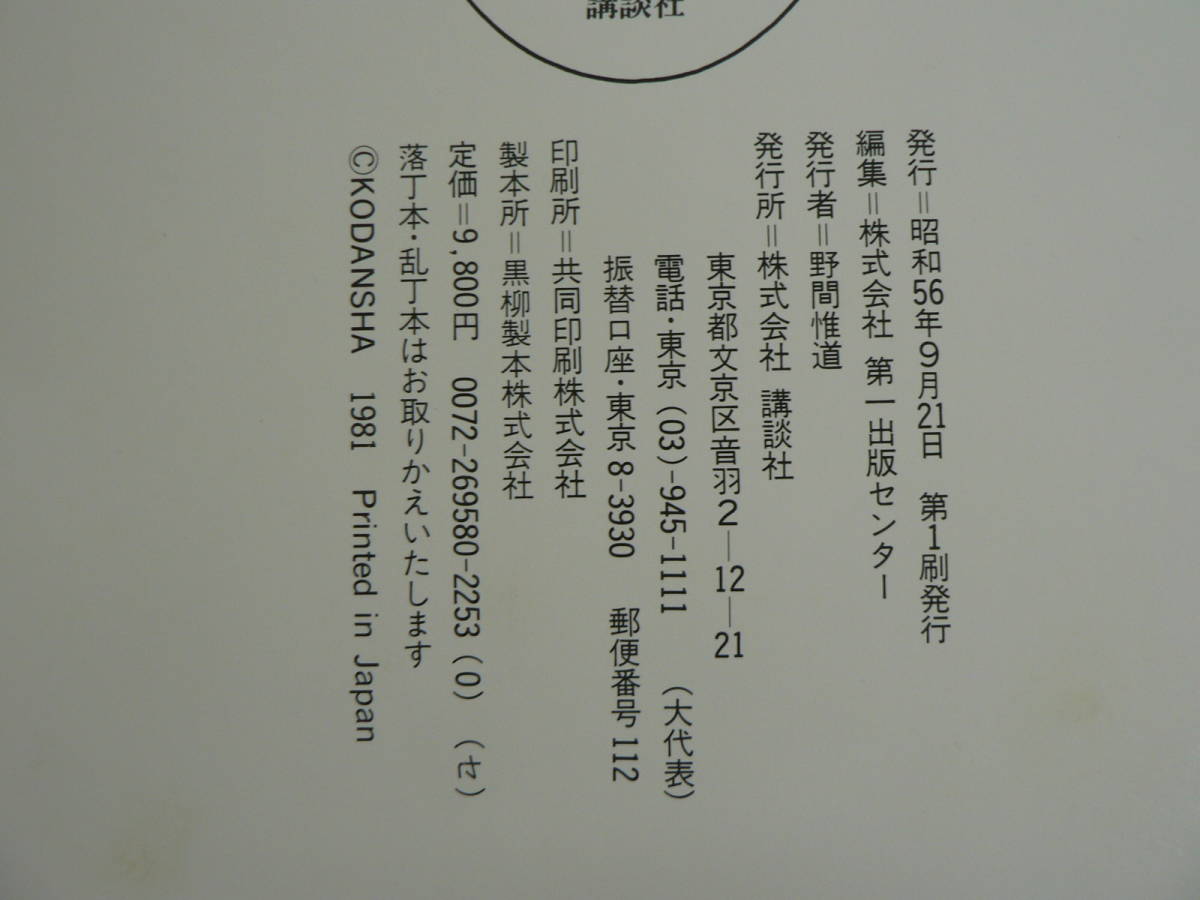 講談社
発行＝昭和56年9月21日　第1刷発行
編集＝株式会社 第一出版センター
発行者＝野間惟道
発行所＝株式会社 講談社
東京都文京区音羽2—12—21
電話・東京(03)-945-1111　(大代表)
振替口座・東京8-3930　郵便番号112
印刷所＝共同印刷株式会社
製本所＝黒柳製本株式会社
定価＝9,800円　0072-269580-2253(0)　(セ)
落丁本・乱丁本はお取りかえいたします
©KODANSHA　1981　Printed in Japan